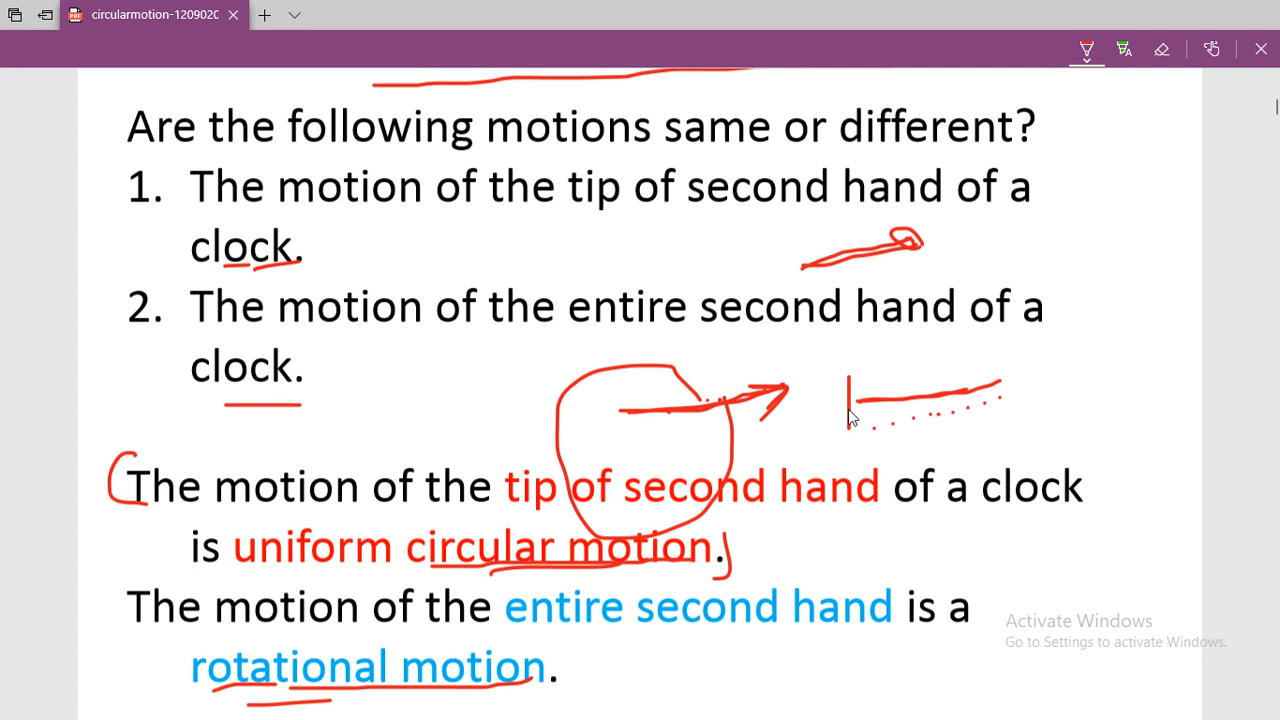 circularmotion-120902C
Are the following motions same or different?
1. The motion of the tip of second hand of a
clock.
2. The motion of the entire second hand of a
clock.
The motion of the tip of second hand of a clock
is uniform circular motion.
The motion of the entire second hand is a
rotational motion.
Activate Windows
Go to Settings to activate Windows.